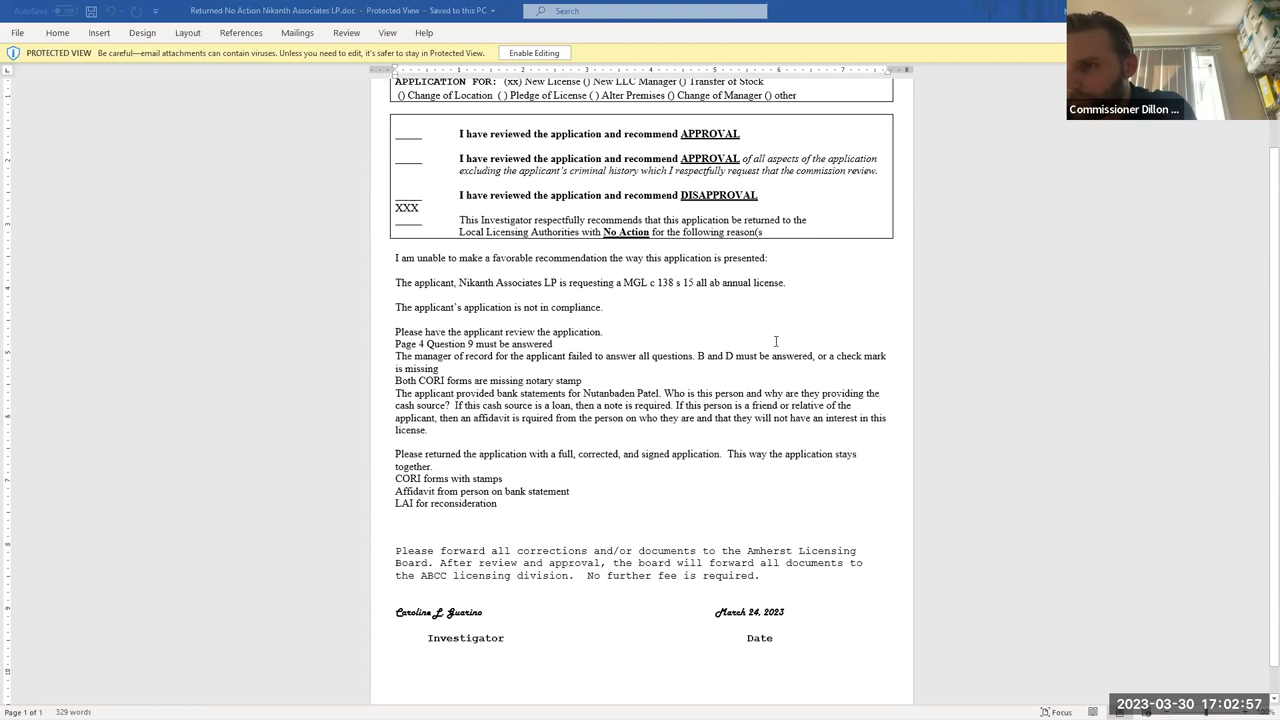 AutoSave Off Returned No Action Nikanth Associates LP.doc - Protected View • Saved to this PC Search
File Home Insert Draw Design Layout References Mailings Review View Help
PROTECTED VIEW Be careful—email attachments can contain viruses. Unless you need to edit, it's safer to stay in Protected View. Enable Editing
1 2 3 4 5 6 7 8
Commissioner Dillon ...
APPLICATION FOR: (xx) New License () New LLC Manager () Transfer of Stock
() Change of Location ( ) Pledge of License ( ) Alter Premises () Change of Manager () other
_____ I have reviewed the application and recommend APPROVAL
_____ I have reviewed the application and recommend APPROVAL of all aspects of the application
excluding the applicant's criminal history which I respectfully request that the commission review.
_____ I have reviewed the application and recommend DISAPPROVAL
XXX
_____ This Investigator respectfully recommends that this application be returned to the
Local Licensing Authorities with No Action for the following reason(s
I am unable to make a favorable recommendation the way this application is presented:
The applicant, Nikanth Associates LP is requesting a MGL c 138 s 15 all ab annual license.
The applicant's application is not in compliance.
Please have the applicant review the application.
Page 4 Question 9 must be answered
The manager of record for the applicant failed to answer all questions. B and D must be answered, or a check mark
is missing
Both CORI forms are missing notary stamp
The applicant provided bank statements for Nutanbaden Patel. Who is this person and why are they providing the
cash source? If this cash source is a loan, then a note is required. If this person is a friend or relative of the
applicant, then an affidavit is rquired from the person on who they are and that they will not have an interest in this
license.
Please returned the application with a full, corrected, and signed application. This way the application stays
together.
CORI forms with stamps
Affidavit from person on bank statement
LAI for reconsideration
Please forward all corrections and/or documents to the Amherst Licensing
Board. After review and approval, the board will forward all documents to
the ABCC licensing division. No further fee is required.
Caroline L. Guarino March 24, 2023
Investigator Date
Page 1 of 1 329 words Focus
2023-03-30 17:02:57